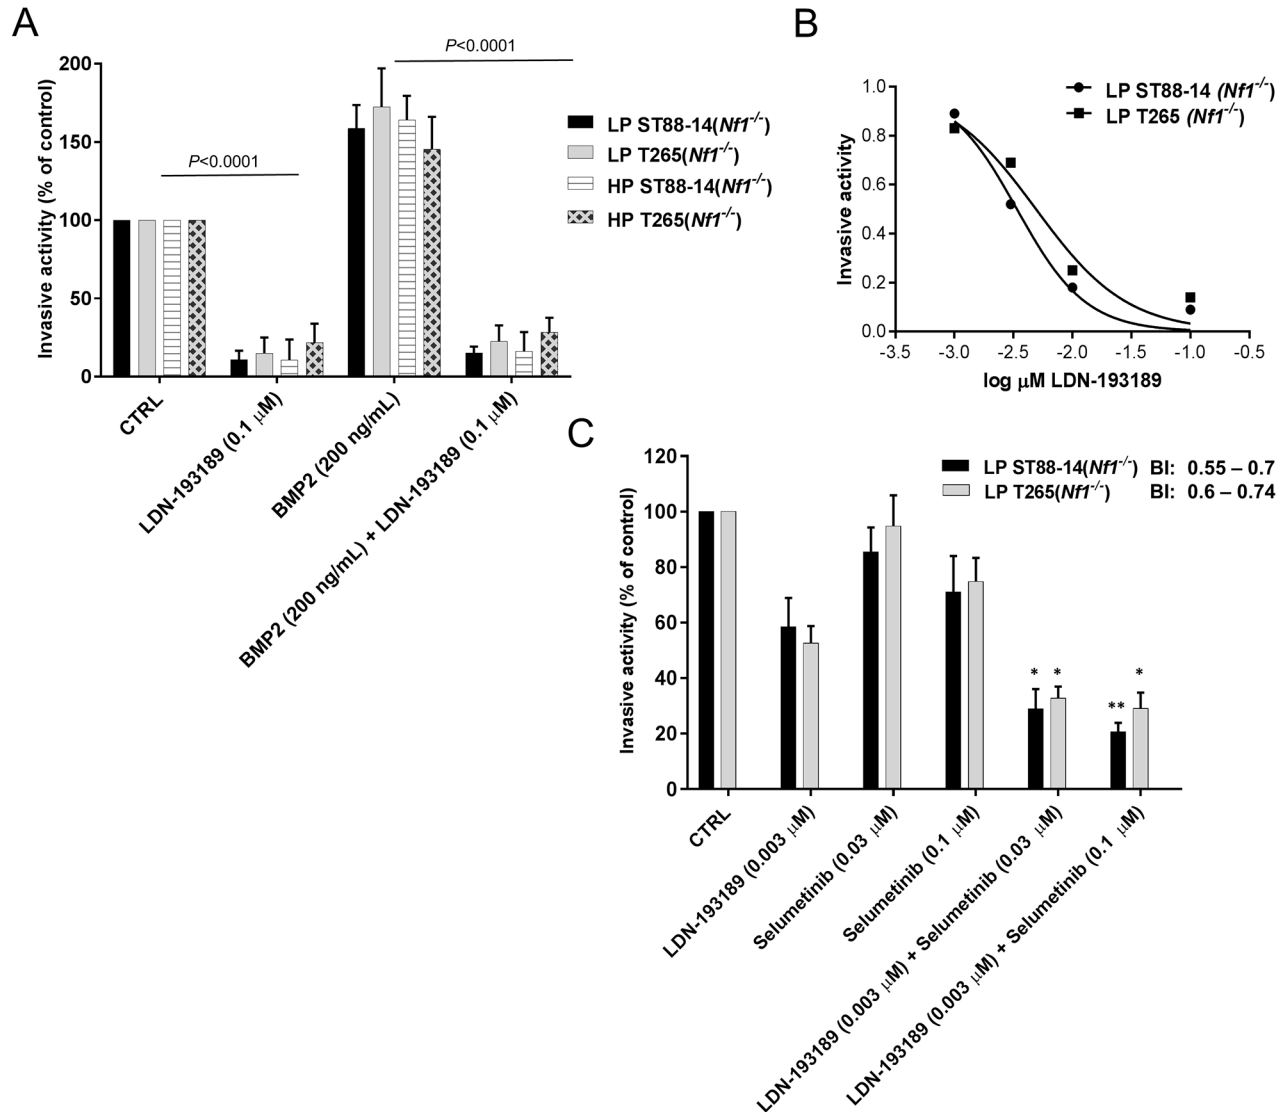 A
P<0.0001
P<0.0001
200
150
100
50
0
Invasive activity (% of control)
LP ST88-14(Nf1-/-)
LP T265(Nf1-/-)
HP ST88-14(Nf1-/-)
HP T265(Nf1-/-)
CTRL
LDN-193189 (0.1 μM)
BMP2 (200 ng/mL)
BMP2 (200 ng/mL) + LDN-193189 (0.1 μM)
B
LP ST88-14 (Nf1-/-)
LP T265 (Nf1-/-)
1.0
0.8
0.6
0.4
0.2
0.0
Invasive activity
-3.5 -3.0 -2.5 -2.0 -1.5 -1.0 -0.5
log μM LDN-193189
C
LP ST88-14(Nf1-/-) BI: 0.55 – 0.7
LP T265(Nf1-/-) BI: 0.6 – 0.74
120
100
80
60
40
20
0
Invasive activity (% of control)
* * ** *
CTRL
LDN-193189 (0.003 μM)
Selumetinib (0.03 μM)
Selumetinib (0.1 μM)
LDN-193189 (0.003 μM) + Selumetinib (0.03 μM)
LDN-193189 (0.003 μM) + Selumetinib (0.1 μM)